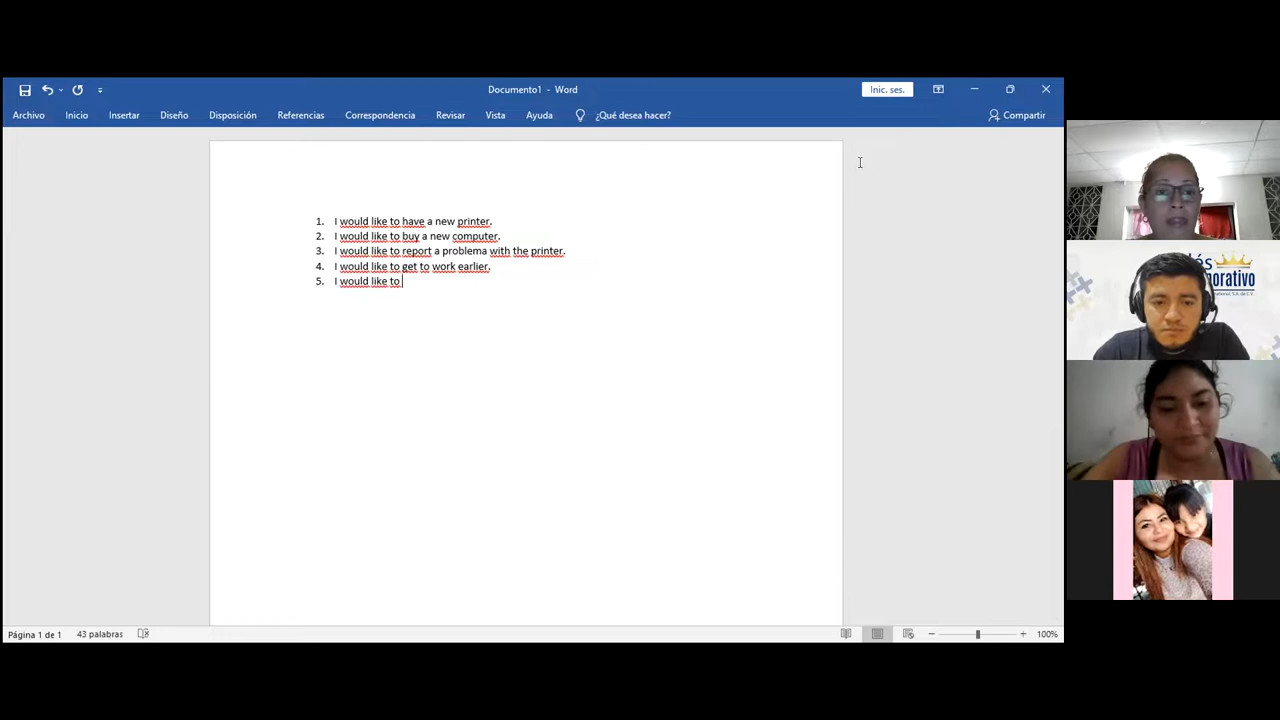 Documento1 - Word
Inic. ses.
Archivo Inicio Insertar Diseño Disposición Referencias Correspondencia Revisar Vista Ayuda ¿Qué desea hacer? Compartir
1. I would like to have a new printer.
2. I would like to buy a new computer.
3. I would like to report a problema with the printer.
4. I would like to get to work earlier.
5. I would like to
Página 1 de 1 43 palabras 100%